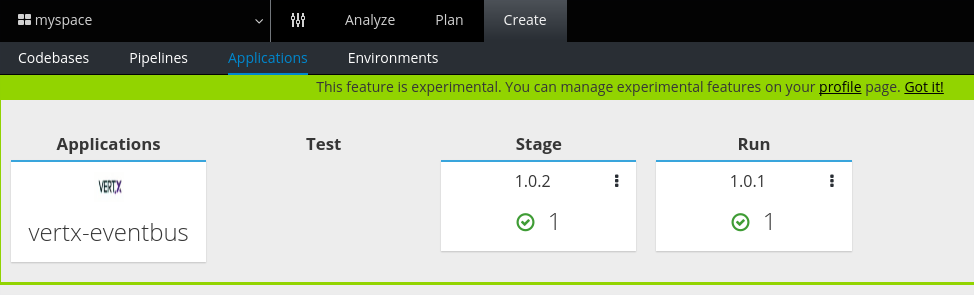 myspace Analyze Plan Create
Codebases Pipelines Applications Environments
This feature is experimental. You can manage experimental features on your profile page. Got it!
Applications Test Stage Run
VERT.X 1.0.2 1.0.1
vertx-eventbus 1 1